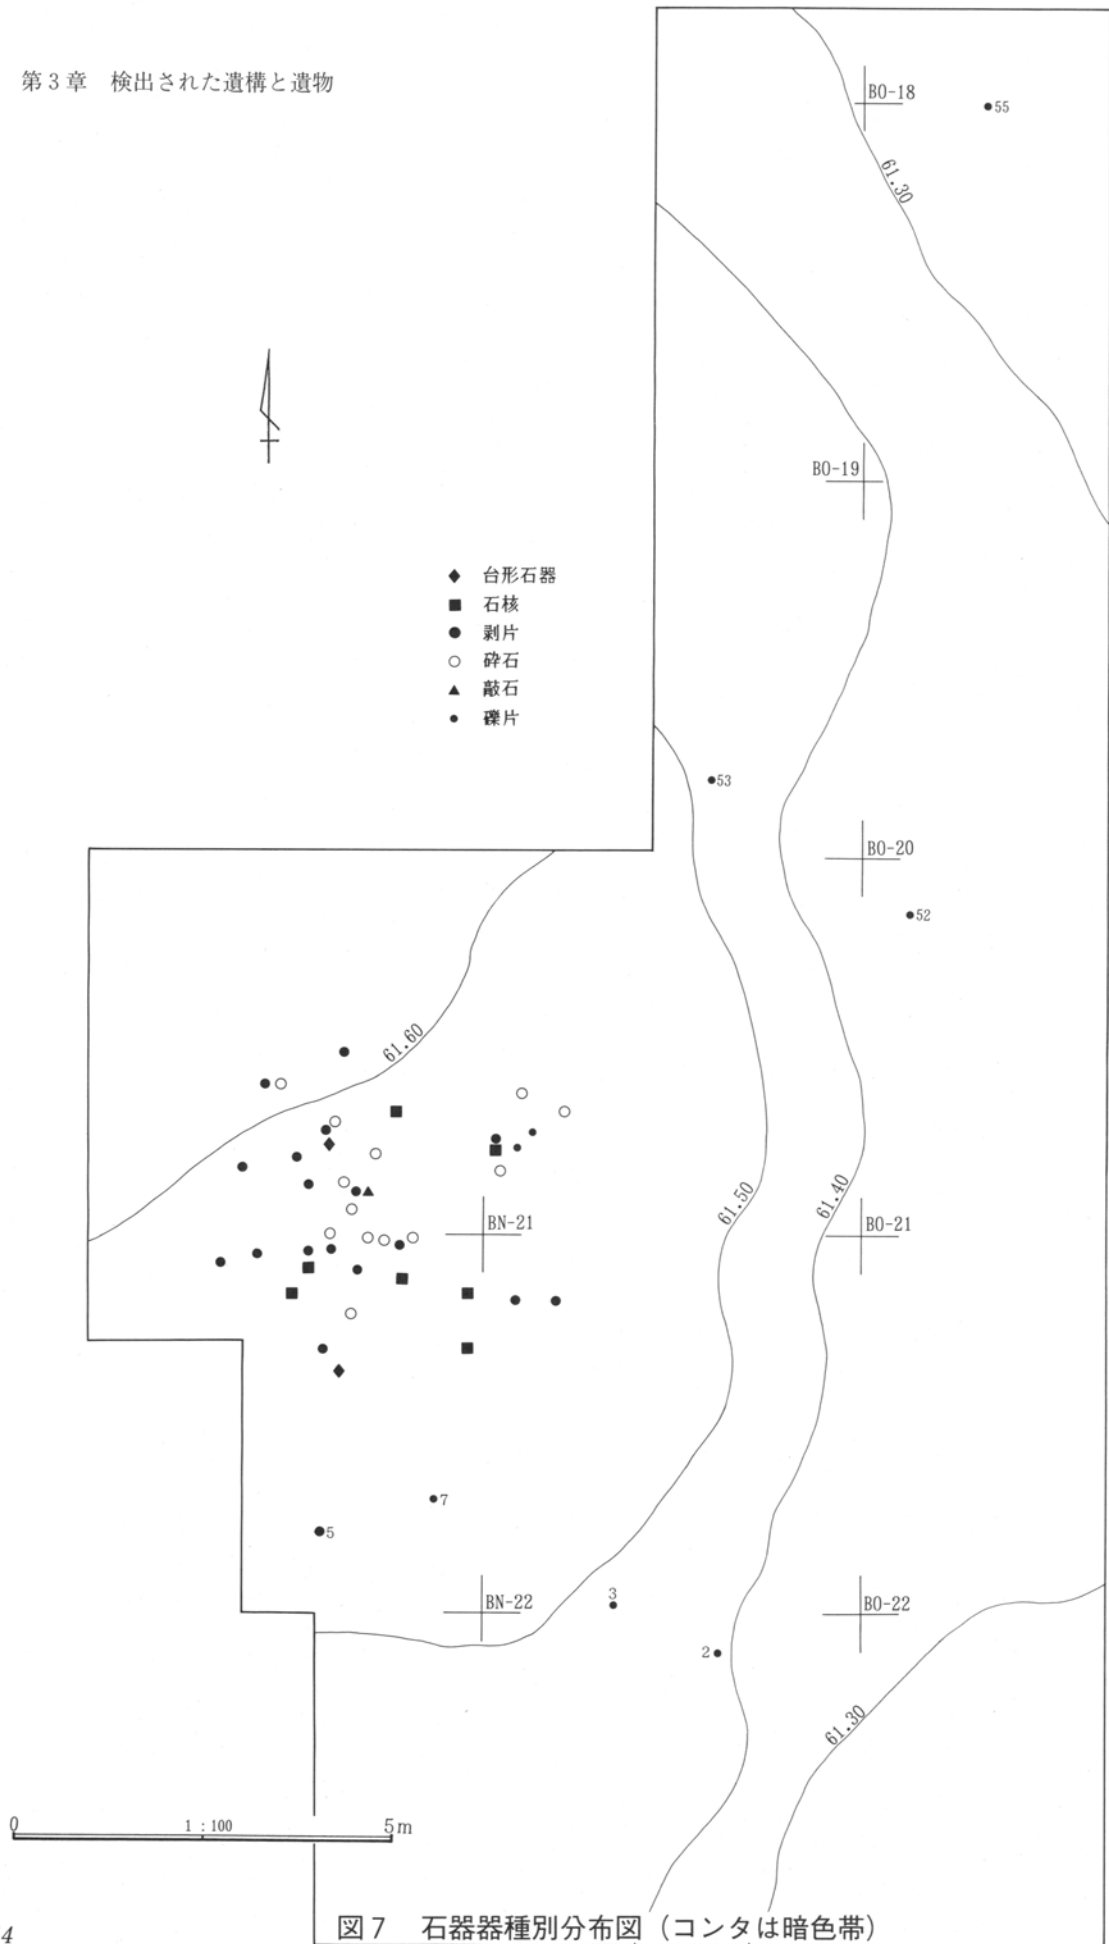 第3章　検出された遺構と遺物
BO-18
55
61.30
BO-19
台形石器
石核
剥片
砕石
敲石
礫片
53
BO-20
52
61.60
61.50
61.40
BN-21
BO-21
7
5
3
BN-22
BO-22
2
61.30
0　1 : 100　5m
図7　石器器種別分布図（コンタは暗色帯）
4